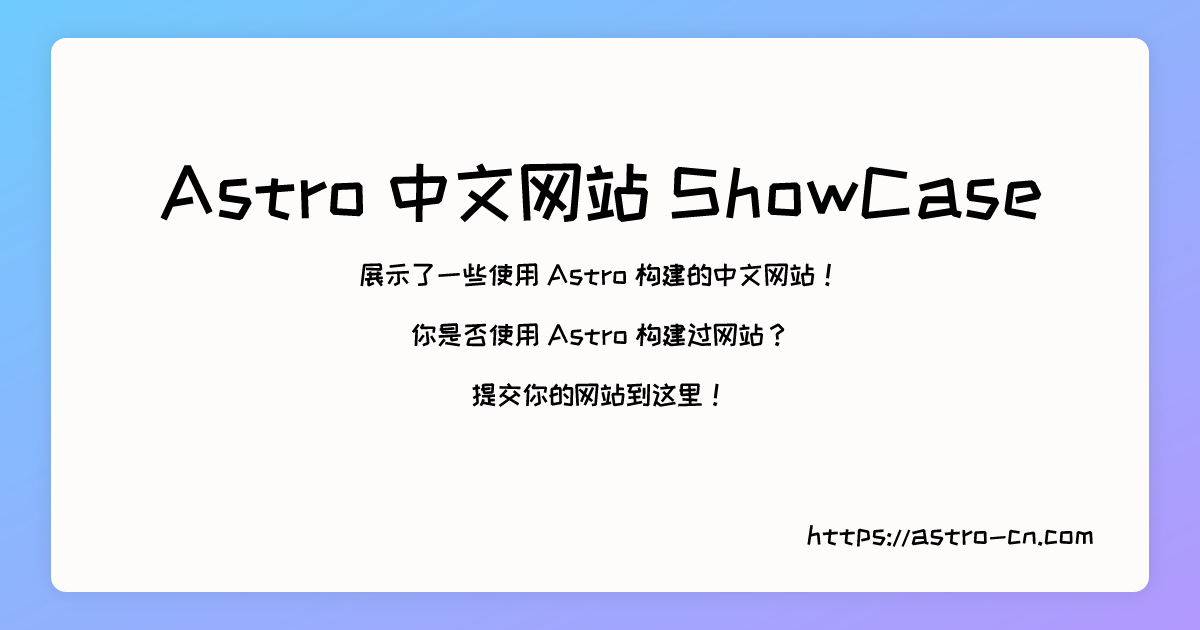 Astro 中文网站 ShowCase
展示了一些使用 Astro 构建的中文网站！
你是否使用 Astro 构建过网站？
提交你的网站到这里！
https://astro-cn.com